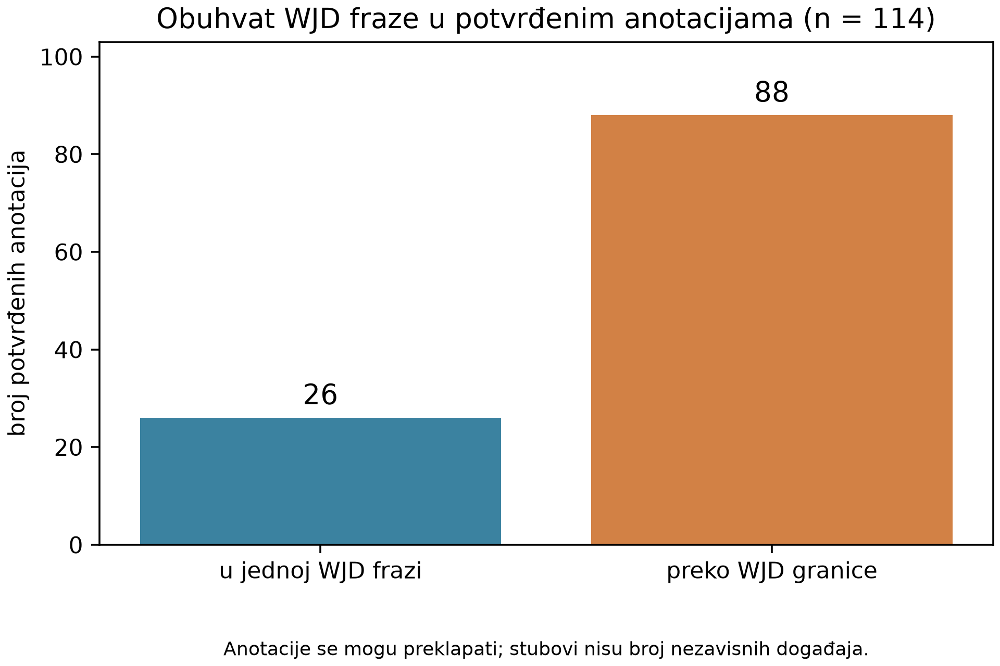 Obuhvat WJD fraze u potvrđenim anotacijama (n = 114)
broj potvrđenih anotacija
100
80
60
40
20
0
26
88
u jednoj WJD frazi
preko WJD granice
Anotacije se mogu preklapati; stubovi nisu broj nezavisnih događaja.